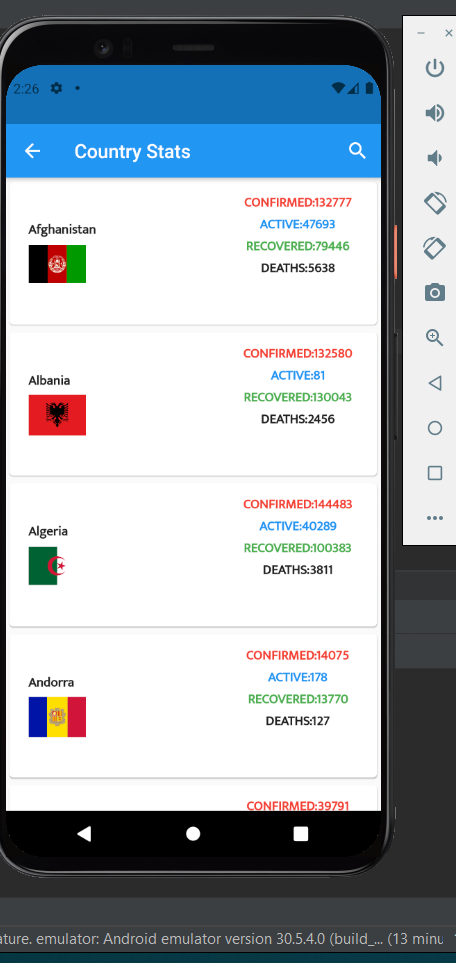 2:26
Country Stats
Afghanistan
CONFIRMED:132777
ACTIVE:47693
RECOVERED:79446
DEATHS:5638
Albania
CONFIRMED:132580
ACTIVE:81
RECOVERED:130043
DEATHS:2456
Algeria
CONFIRMED:144483
ACTIVE:40289
RECOVERED:100383
DEATHS:3811
Andorra
CONFIRMED:14075
ACTIVE:178
RECOVERED:13770
DEATHS:127
CONFIRMED:39791
ature. emulator: Android emulator version 30.5.4.0 (build_... (13 minu